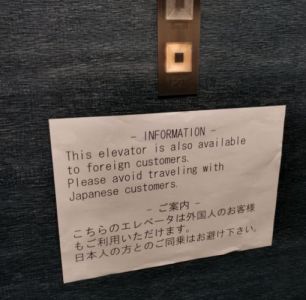 - INFORMATION -
This elevator is also available
to foreign customers.
Please avoid traveling with
Japanese customers.
- ご案内 -
こちらのエレベータは外国人のお客様
もご利用いただけます。
日本人の方とのご同乗はお避け下さい。